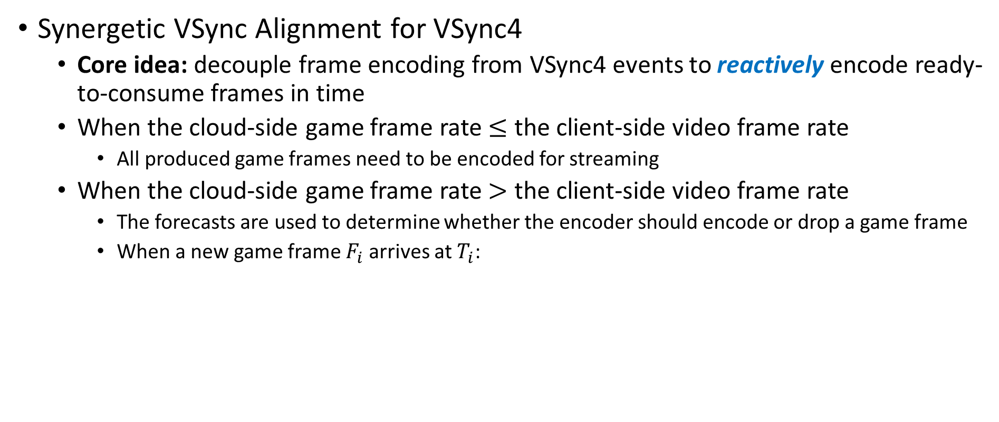 • Synergetic VSync Alignment for VSync4
• Core idea: decouple frame encoding from VSync4 events to reactively encode ready-
to-consume frames in time
• When the cloud-side game frame rate ≤ the client-side video frame rate
• All produced game frames need to be encoded for streaming
• When the cloud-side game frame rate > the client-side video frame rate
• The forecasts are used to determine whether the encoder should encode or drop a game frame
• When a new game frame F_i arrives at T_i: